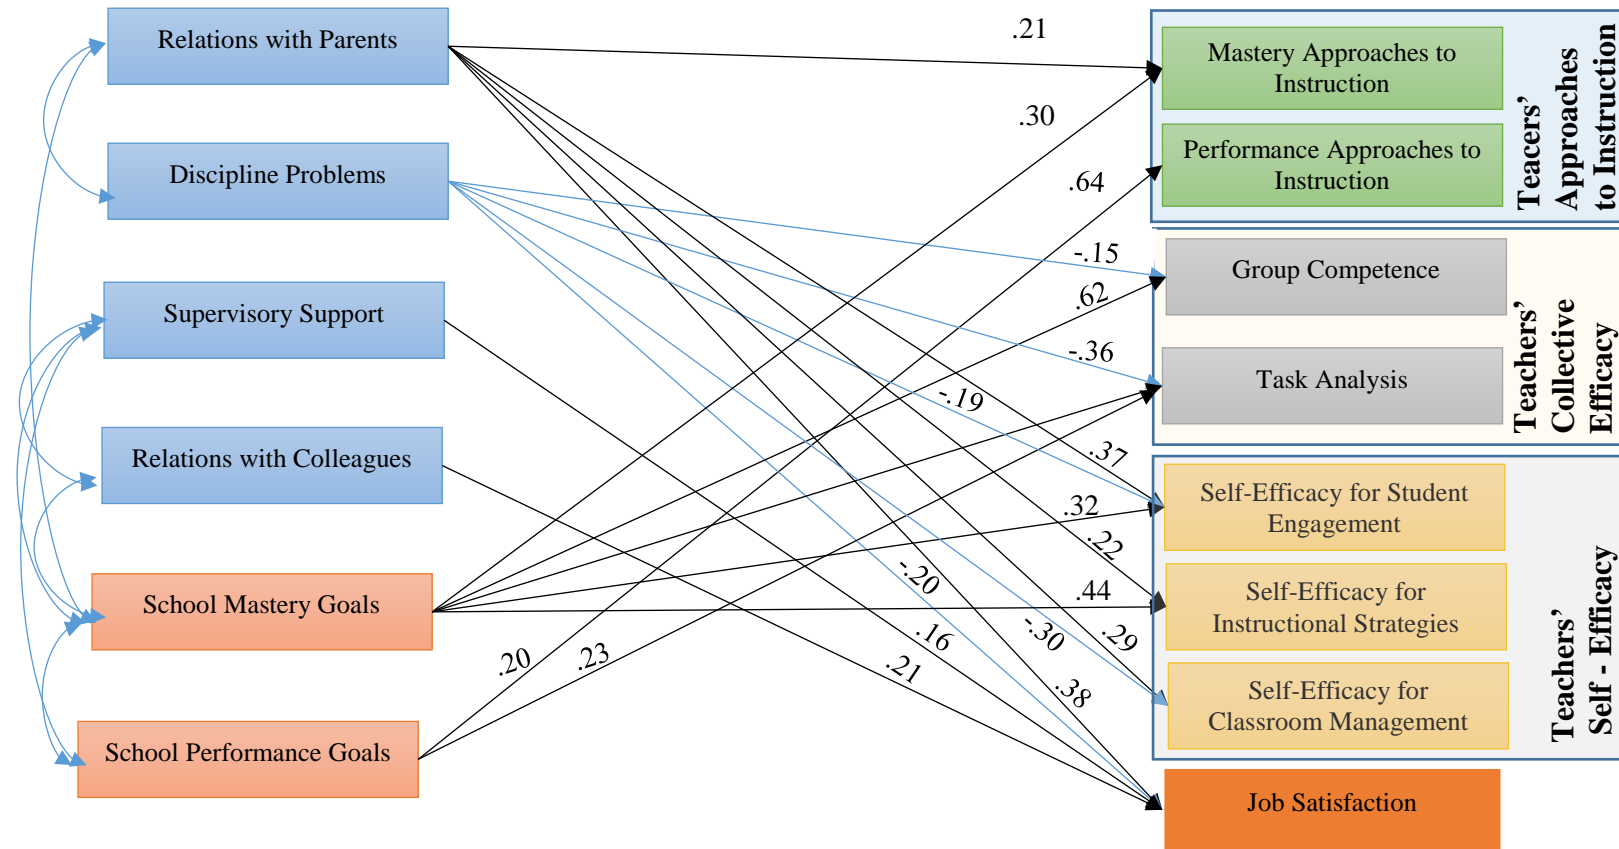 Relations with Parents
Discipline Problems
Supervisory Support
Relations with Colleagues
School Mastery Goals
School Performance Goals
.21
.30
.64
-.15
.62
-.36
-.19
.37
.32
.22
-.20
.44
-.30
.29
.16
.20
.23
.21
.38
Mastery Approaches to
Instruction
Performance Approaches to
Instruction
Teacers’
Approaches
to Instruction
Group Competence
Task Analysis
Teachers’
Collective
Efficacy
Self-Efficacy for Student
Engagement
Self-Efficacy for
Instructional Strategies
Self-Efficacy for
Classroom Management
Teachers’
Self - Efficacy
Job Satisfaction